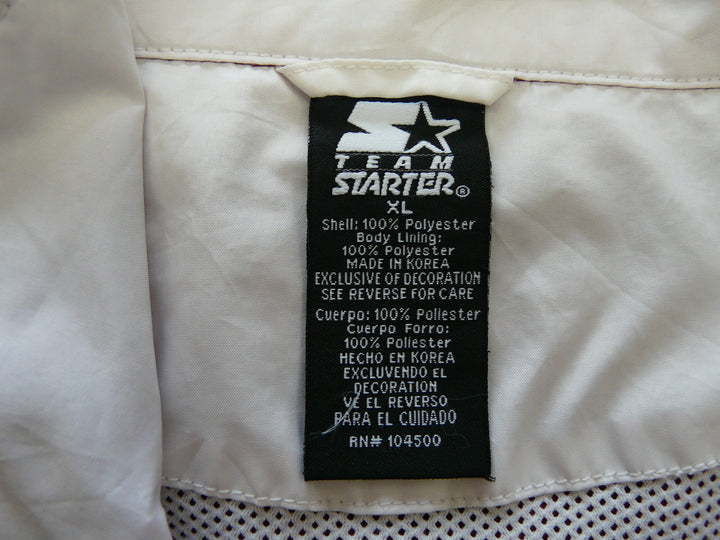 TEAM
STARTER®
XL
Shell: 100% Polyester
Body Lining:
100% Polyester
MADE IN KOREA
EXCLUSIVE OF DECORATION
SEE REVERSE FOR CARE
Cuerpo: 100% Poliester
Cuerpo Forro:
100% Poliester
HECHO EN KOREA
EXCLUVENDO EL
DECORATION
VE EL REVERSO
PARA EL CUIDADO
RN# 104500